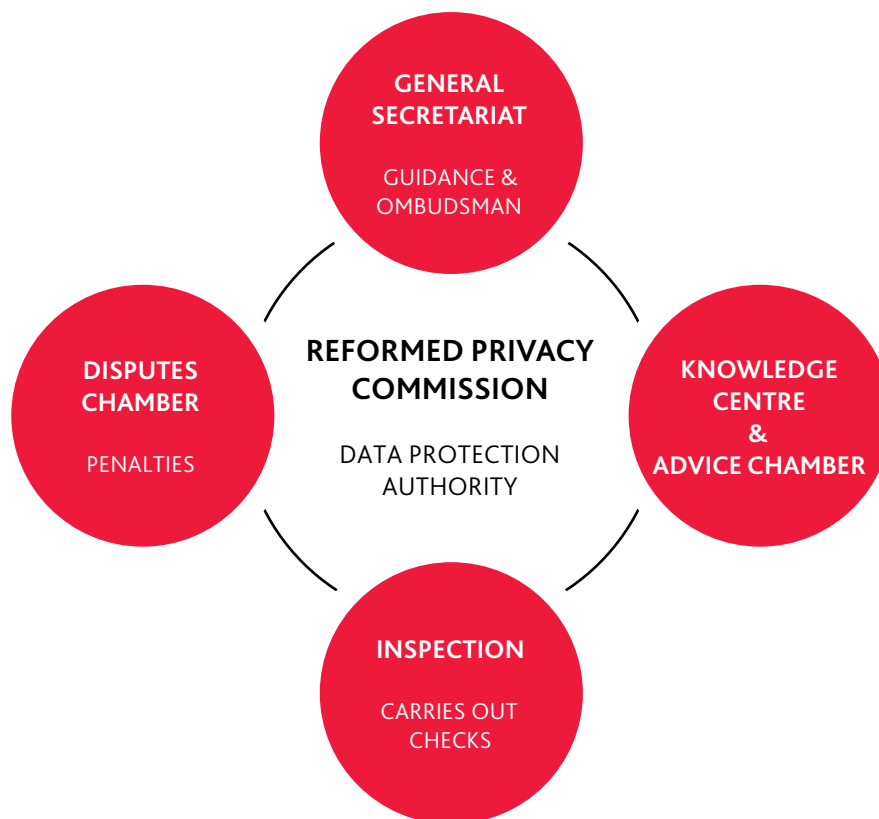 GENERAL
SECRETARIAT
GUIDANCE &
OMBUDSMAN
REFORMED PRIVACY
COMMISSION
DATA PROTECTION
AUTHORITY
DISPUTES
CHAMBER
PENALTIES
KNOWLEDGE
CENTRE
&
ADVICE CHAMBER
INSPECTION
CARRIES OUT
CHECKS